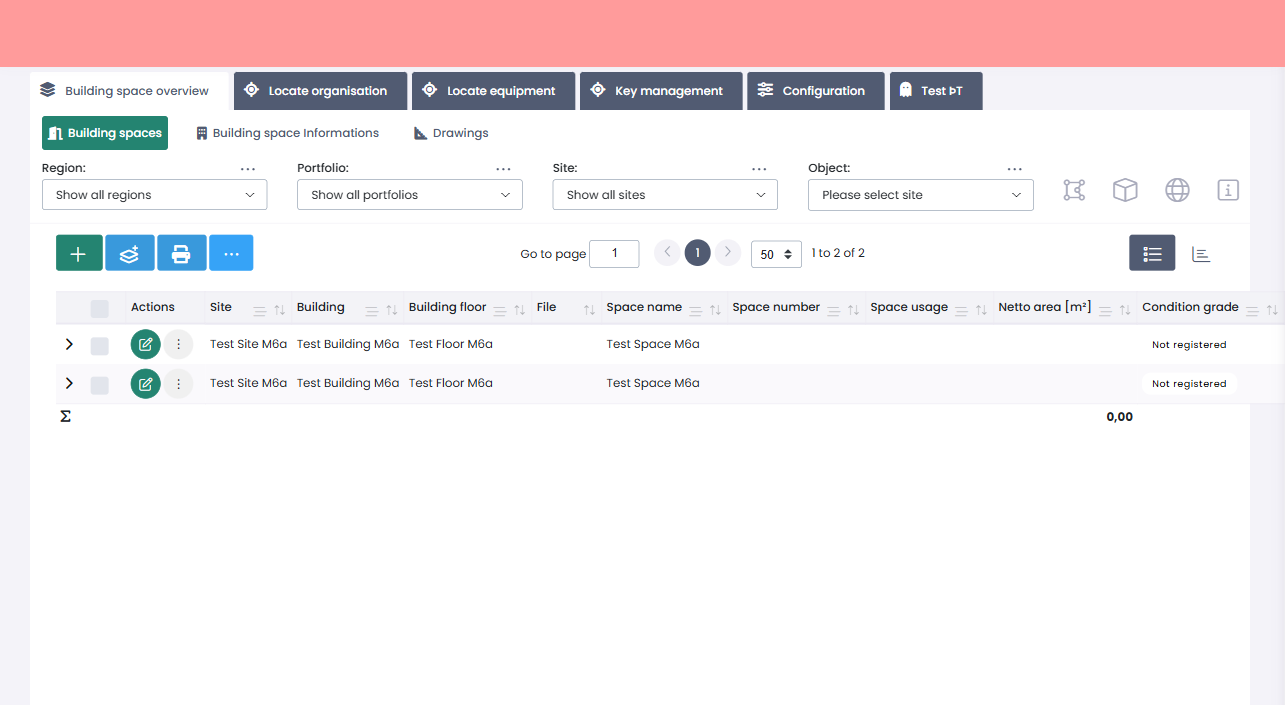 Building space overview Locate organisation Locate equipment Key management Configuration Test ÞT
Building spaces Building space Informations Drawings
Region: Portfolio: Site: Object:
Show all regions Show all portfolios Show all sites Please select site
Go to page 1 1 50 1 to 2 of 2
Actions Site Building Building floor File Space name Space number Space usage Netto area [m²] Condition grade
Test Site M6a Test Building M6a Test Floor M6a Test Space M6a Not registered
Test Site M6a Test Building M6a Test Floor M6a Test Space M6a Not registered
Σ 0,00